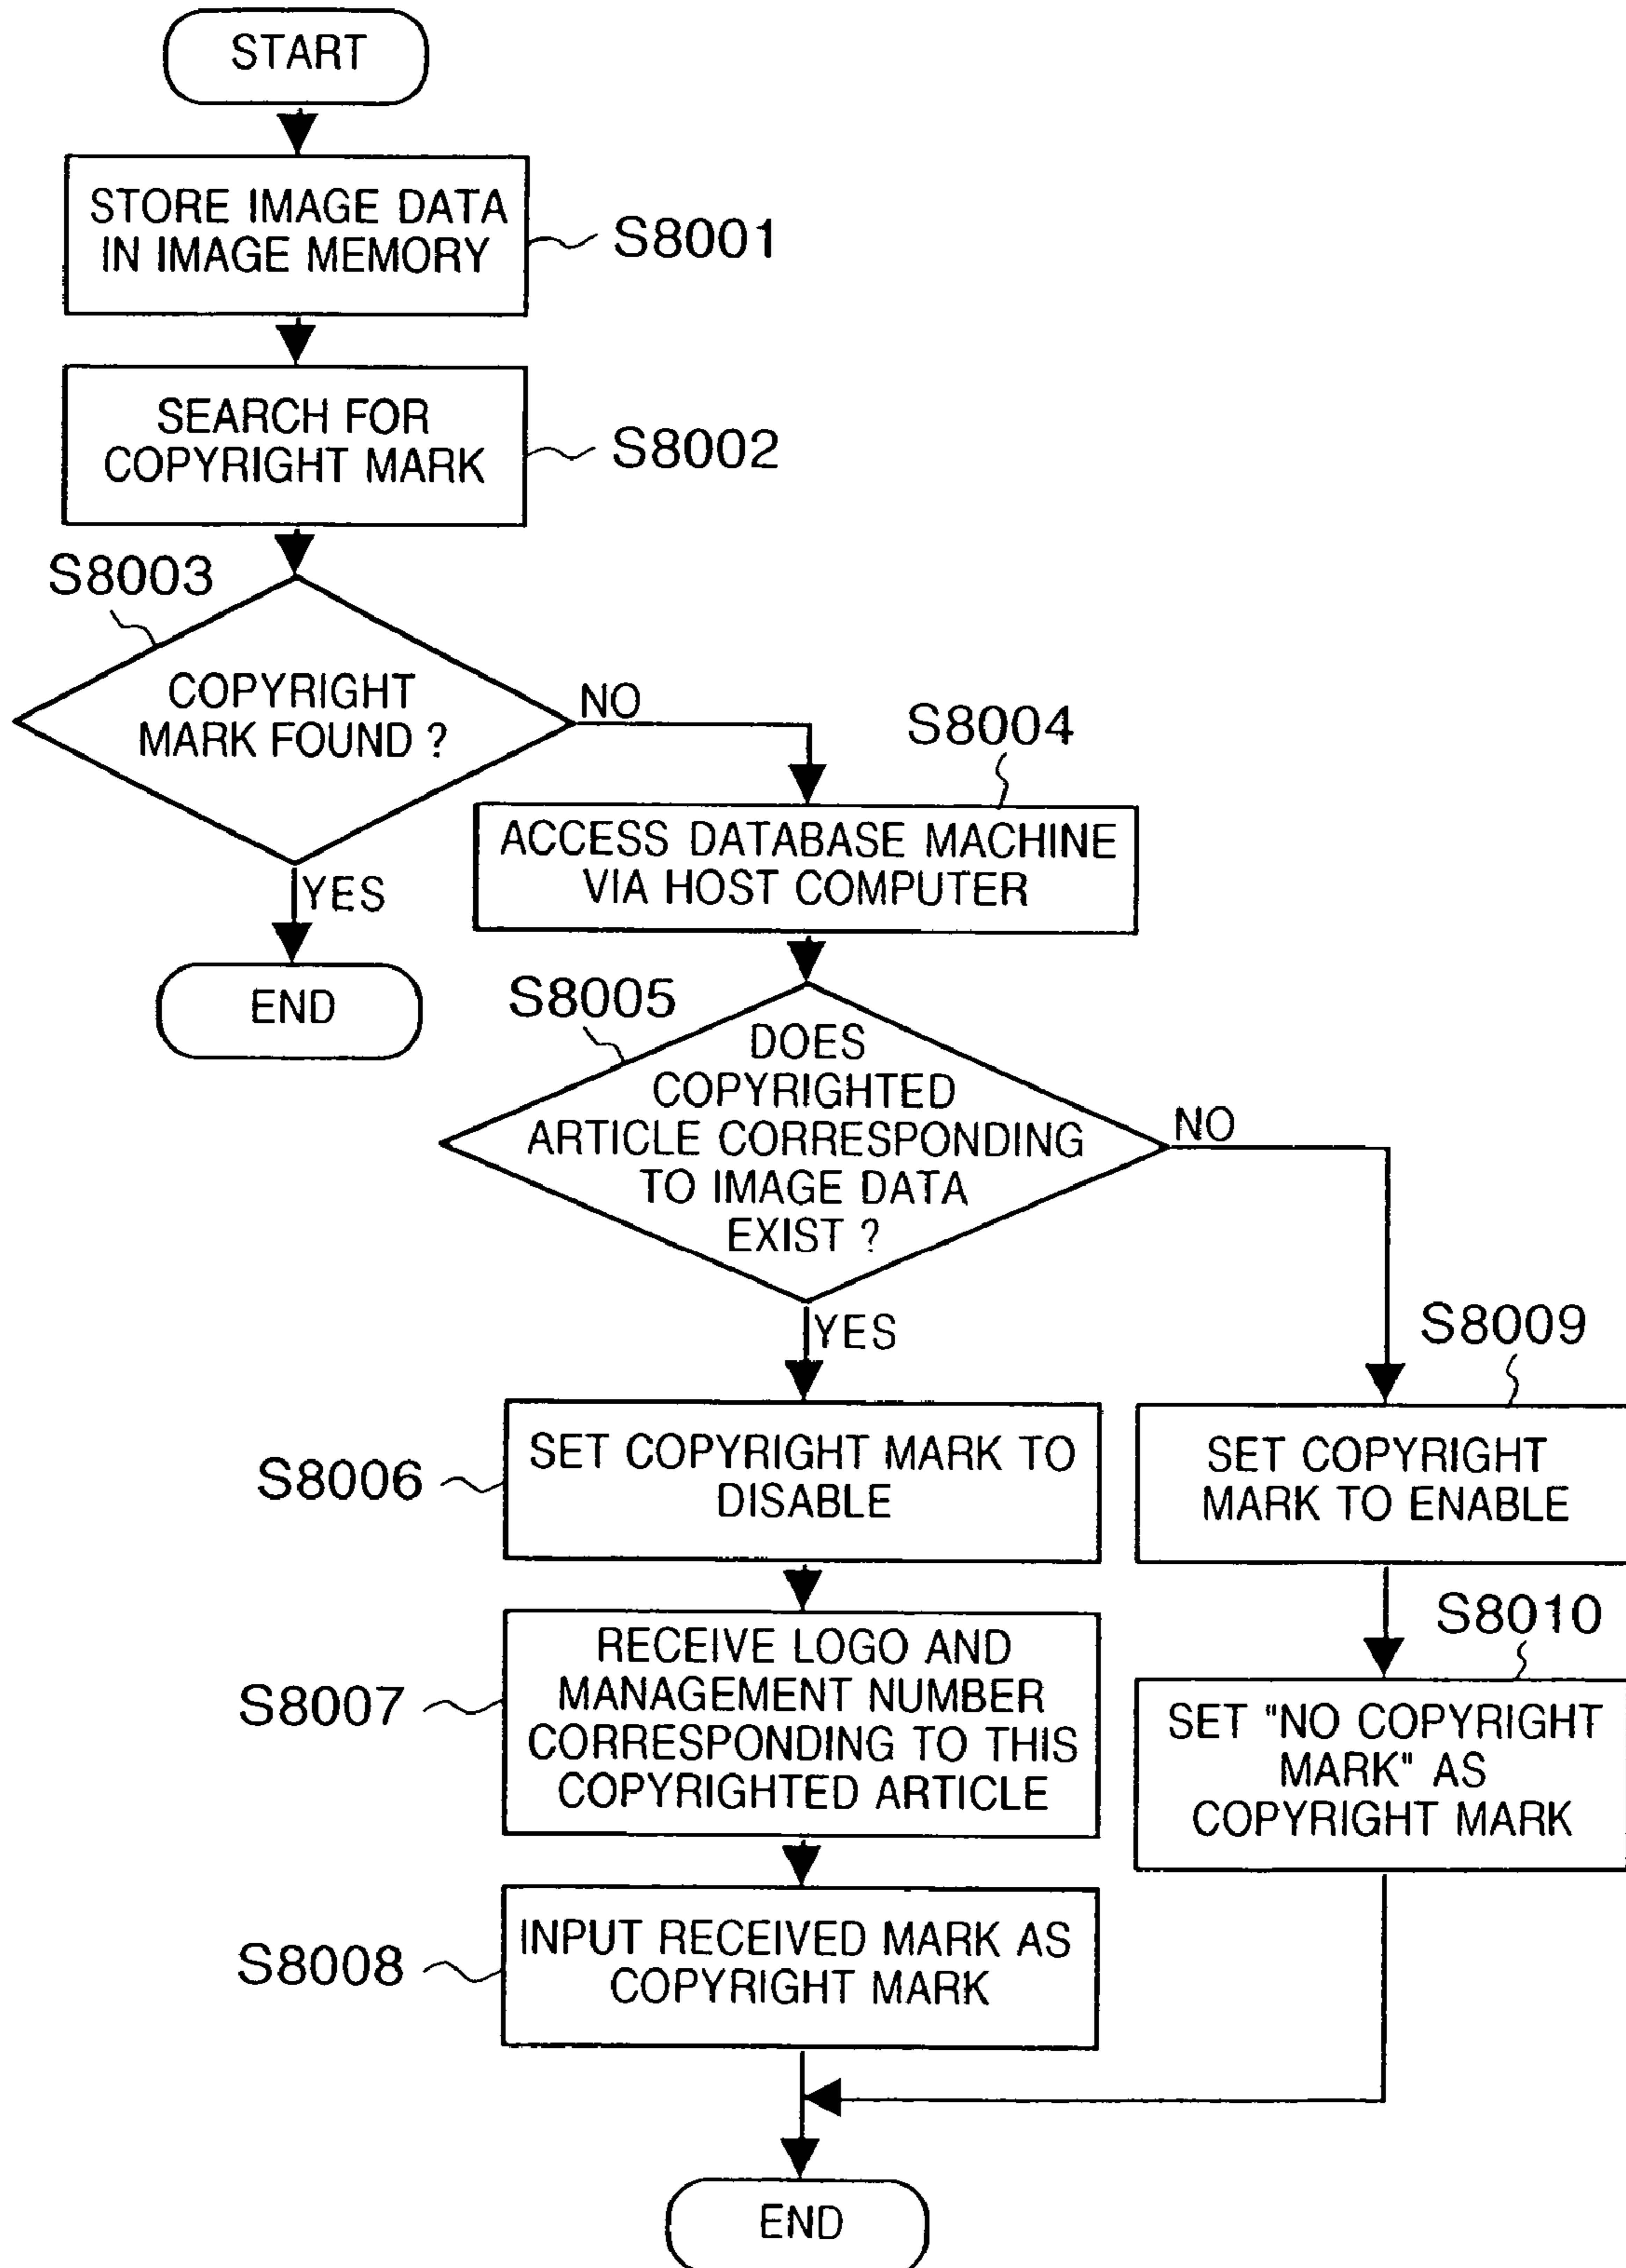 START
STORE IMAGE DATA
IN IMAGE MEMORY
S8001
SEARCH FOR
COPYRIGHT MARK
S8002
S8003
COPYRIGHT
MARK FOUND ?
NO
YES
END
S8004
ACCESS DATABASE MACHINE
VIA HOST COMPUTER
S8005
DOES
COPYRIGHTED
ARTICLE CORRESPONDING
TO IMAGE DATA
EXIST ?
NO
YES
S8006
SET COPYRIGHT MARK TO
DISABLE
S8007
RECEIVE LOGO AND
MANAGEMENT NUMBER
CORRESPONDING TO THIS
COPYRIGHTED ARTICLE
S8008
INPUT RECEIVED MARK AS
COPYRIGHT MARK
S8009
SET COPYRIGHT
MARK TO ENABLE
S8010
SET "NO COPYRIGHT
MARK" AS
COPYRIGHT MARK
END